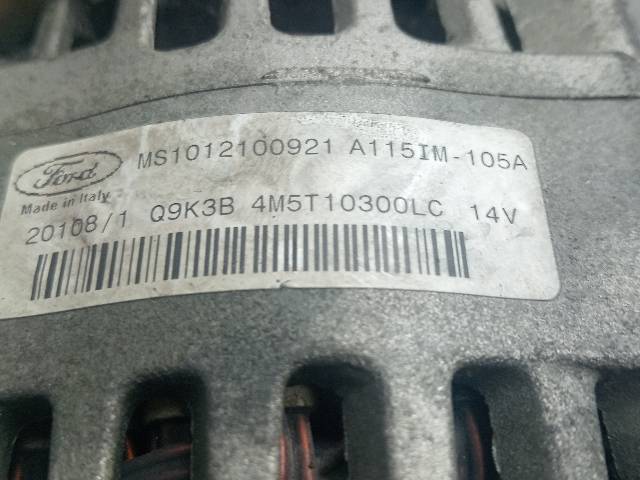 Ford MS1012100921 A115IM-105A
Made in Italy
20108/1 Q9K3B 4M5T10300LC 14V